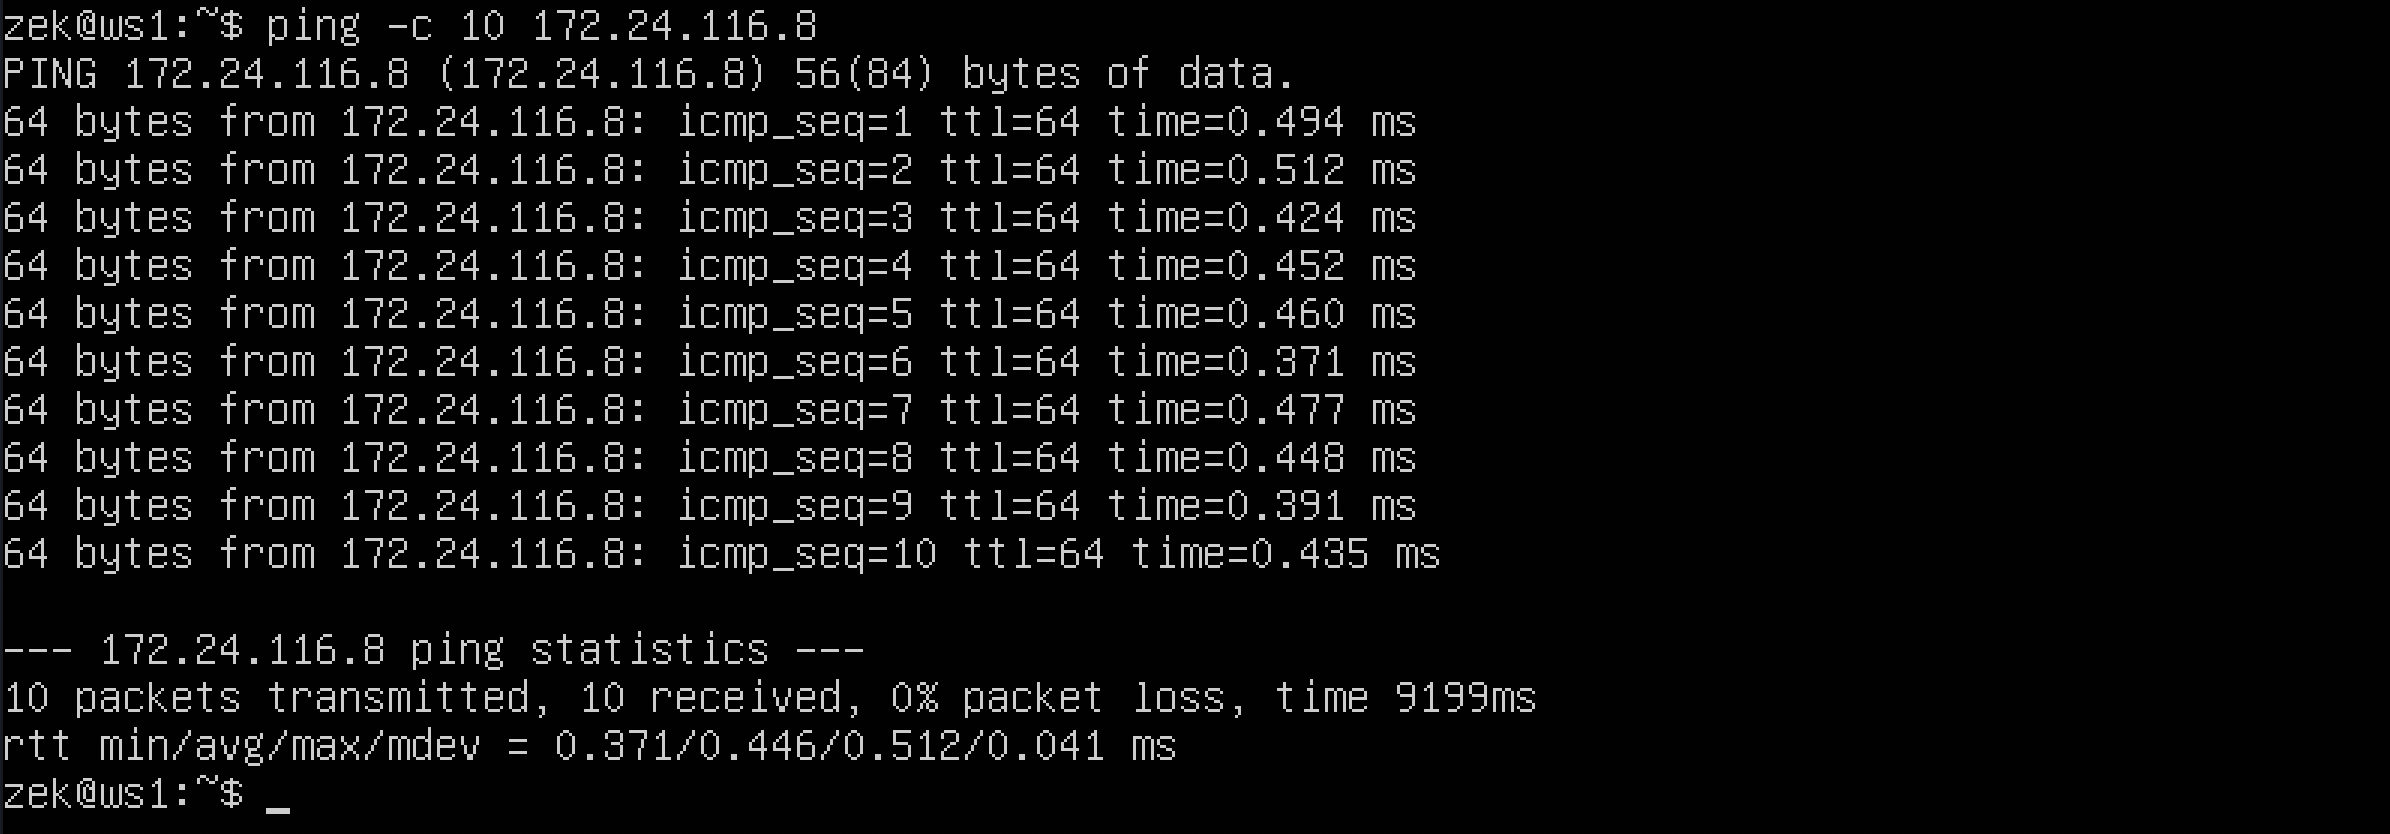 zek@ws1:~$ ping -c 10 172.24.116.8
PING 172.24.116.8 (172.24.116.8) 56(84) bytes of data.
64 bytes from 172.24.116.8: icmp_seq=1 ttl=64 time=0.494 ms
64 bytes from 172.24.116.8: icmp_seq=2 ttl=64 time=0.512 ms
64 bytes from 172.24.116.8: icmp_seq=3 ttl=64 time=0.424 ms
64 bytes from 172.24.116.8: icmp_seq=4 ttl=64 time=0.452 ms
64 bytes from 172.24.116.8: icmp_seq=5 ttl=64 time=0.460 ms
64 bytes from 172.24.116.8: icmp_seq=6 ttl=64 time=0.371 ms
64 bytes from 172.24.116.8: icmp_seq=7 ttl=64 time=0.477 ms
64 bytes from 172.24.116.8: icmp_seq=8 ttl=64 time=0.448 ms
64 bytes from 172.24.116.8: icmp_seq=9 ttl=64 time=0.391 ms
64 bytes from 172.24.116.8: icmp_seq=10 ttl=64 time=0.435 ms

--- 172.24.116.8 ping statistics ---
10 packets transmitted, 10 received, 0% packet loss, time 9199ms
rtt min/avg/max/mdev = 0.371/0.446/0.512/0.041 ms
zek@ws1:~$ _